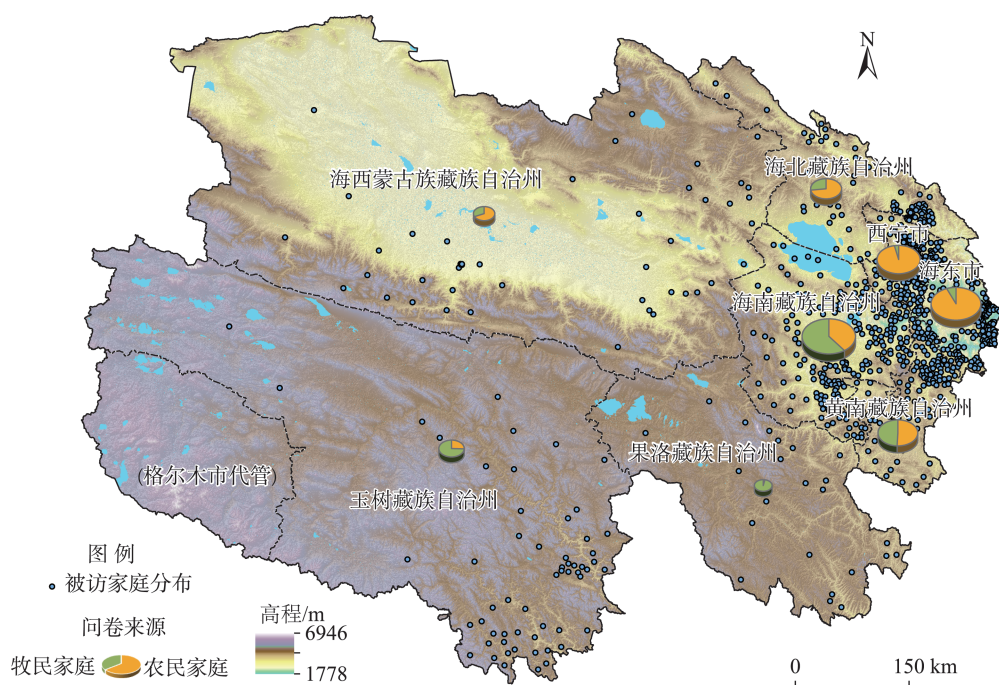 N
海北藏族自治州
海西蒙古族藏族自治州
西宁市
海东市
海南藏族自治州
黄南藏族自治州
果洛藏族自治州
(格尔木市代管)
玉树藏族自治州
图 例
被访家庭分布
问卷来源
牧民家庭
农民家庭
高程/m
6946
1778
0
150 km